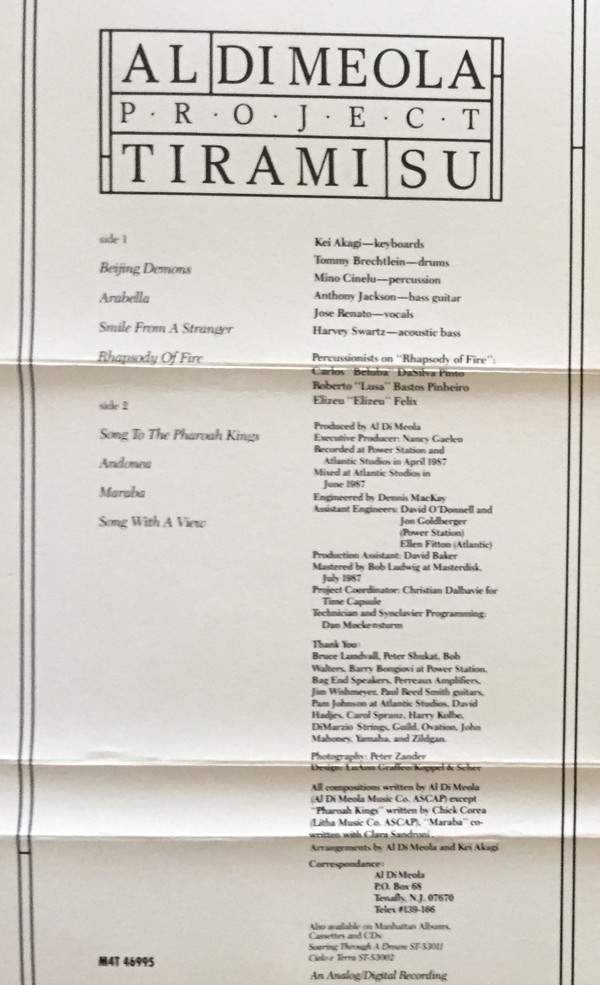 AL DI MEOLA
P·R·O·J·E·C·T
TIRAMI SU
side 1
Beijing Demons
Arabella
Smile From A Stranger
Rhapsody Of Fire
side 2
Song To The Pharoah Kings
Andonea
Maraba
Song With A View
Kei Akagi—keyboards
Tommy Brechtlein—drums
Mino Cinelu—percussion
Anthony Jackson—bass guitar
Jose Renato—vocals
Harvey Swartz—acoustic bass
Percussionists on "Rhapsody of Fire":
Carlos "Beluba" DaSilva Pinto
Roberto "Lusa" Bastos Pinheiro
Elizeu "Elizeu" Felix
Produced by Al Di Meola
Executive Producer: Nancy Gaelen
Recorded at Power Station and
Atlantic Studios in April 1987
Mixed at Atlantic Studios in
June 1987
Engineered by Dennis MacKay
Assistant Engineers: David O'Donnell and
Jon Goldberger
(Power Station)
Ellen Fitton (Atlantic)
Production Assistant: David Baker
Mastered by Bob Ludwig at Masterdisk,
July 1987
Project Coordinator: Christian Dalbavie for
Time Capsule
Technician and Synclavier Programming:
Dan Mockensturm
Thank You:
Bruce Lundvall, Peter Shukat, Bob
Walters, Barry Bongiovi at Power Station,
Bag End Speakers, Perreaux Amplifiers,
Jim Wishmeyer, Paul Reed Smith guitars,
Pam Johnson at Atlantic Studios, David
Hadjes, Carol Spranz, Harry Kolbe,
DiMarzio Strings, Guild, Ovation, John
Mahoney, Yamaha, and Zildgan.
Photography: Peter Zander
Design: LuAnn Graffeo/Koppel & Scher
All compositions written by Al Di Meola
(Al Di Meola Music Co. ASCAP) except
"Pharoah Kings" written by Chick Corea
(Litha Music Co. ASCAP), "Maraba" co-
written with Clara Sandroni.
Arrangements by Al Di Meola and Kei Akagi
Correspondance:
Al Di Meola
P.O. Box 68
Tenafly, N.J. 07670
Telex #139-166
Also available on Manhattan Albums,
Cassettes and CDs:
Soaring Through A Dream ST-53011
Cielo e Terra ST-53002
An Analog/Digital Recording
M4T 46995